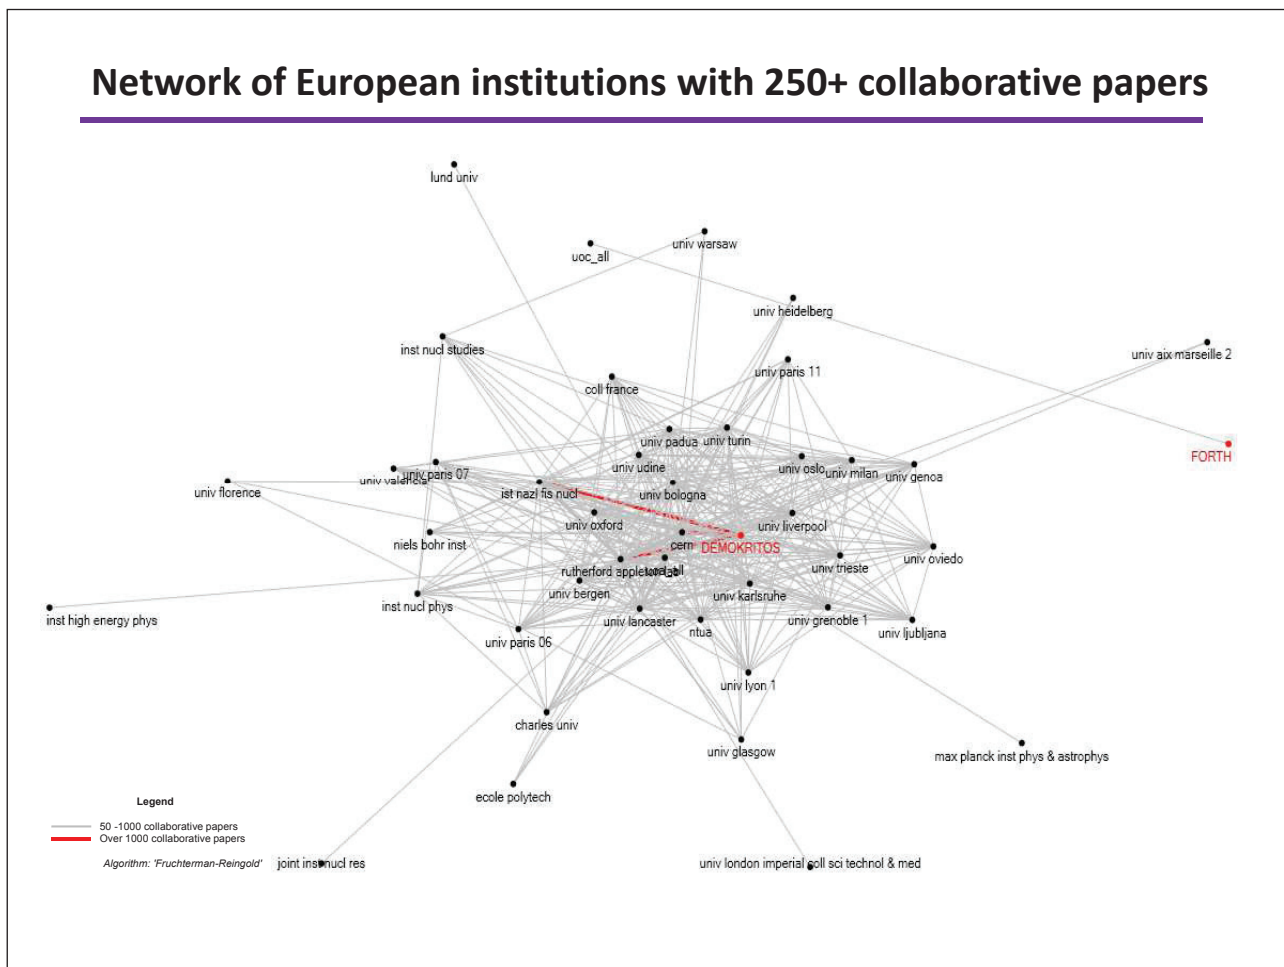 Network of European institutions with 250+ collaborative papers
lund univ
univ warsaw
uoc_all
univ heidelberg
inst nucl studies
univ aix marseille 2
univ paris 11
coll france
univ padua
univ turin
FORTH
univ udine
univ oslo
univ milan
univ genoa
univ valencia
univ paris 07
univ florence
ist nazl fis nucl
univ bologna
univ oxford
univ liverpool
niels bohr inst
cern
DEMOKRITOS
univ oviedo
univ trieste
rutherford appleton lab
uoa_all
univ bergen
univ karlsruhe
inst nucl phys
inst high energy phys
univ lancaster
ntua
univ grenoble 1
univ ljubljana
univ paris 06
univ lyon 1
charles univ
univ glasgow
max planck inst phys & astrophys
ecole polytech
Legend
50 -1000 collaborative papers
Over 1000 collaborative papers
Algorithm: 'Fruchterman-Reingold'
joint inst nucl res
univ london imperial coll sci technol & med